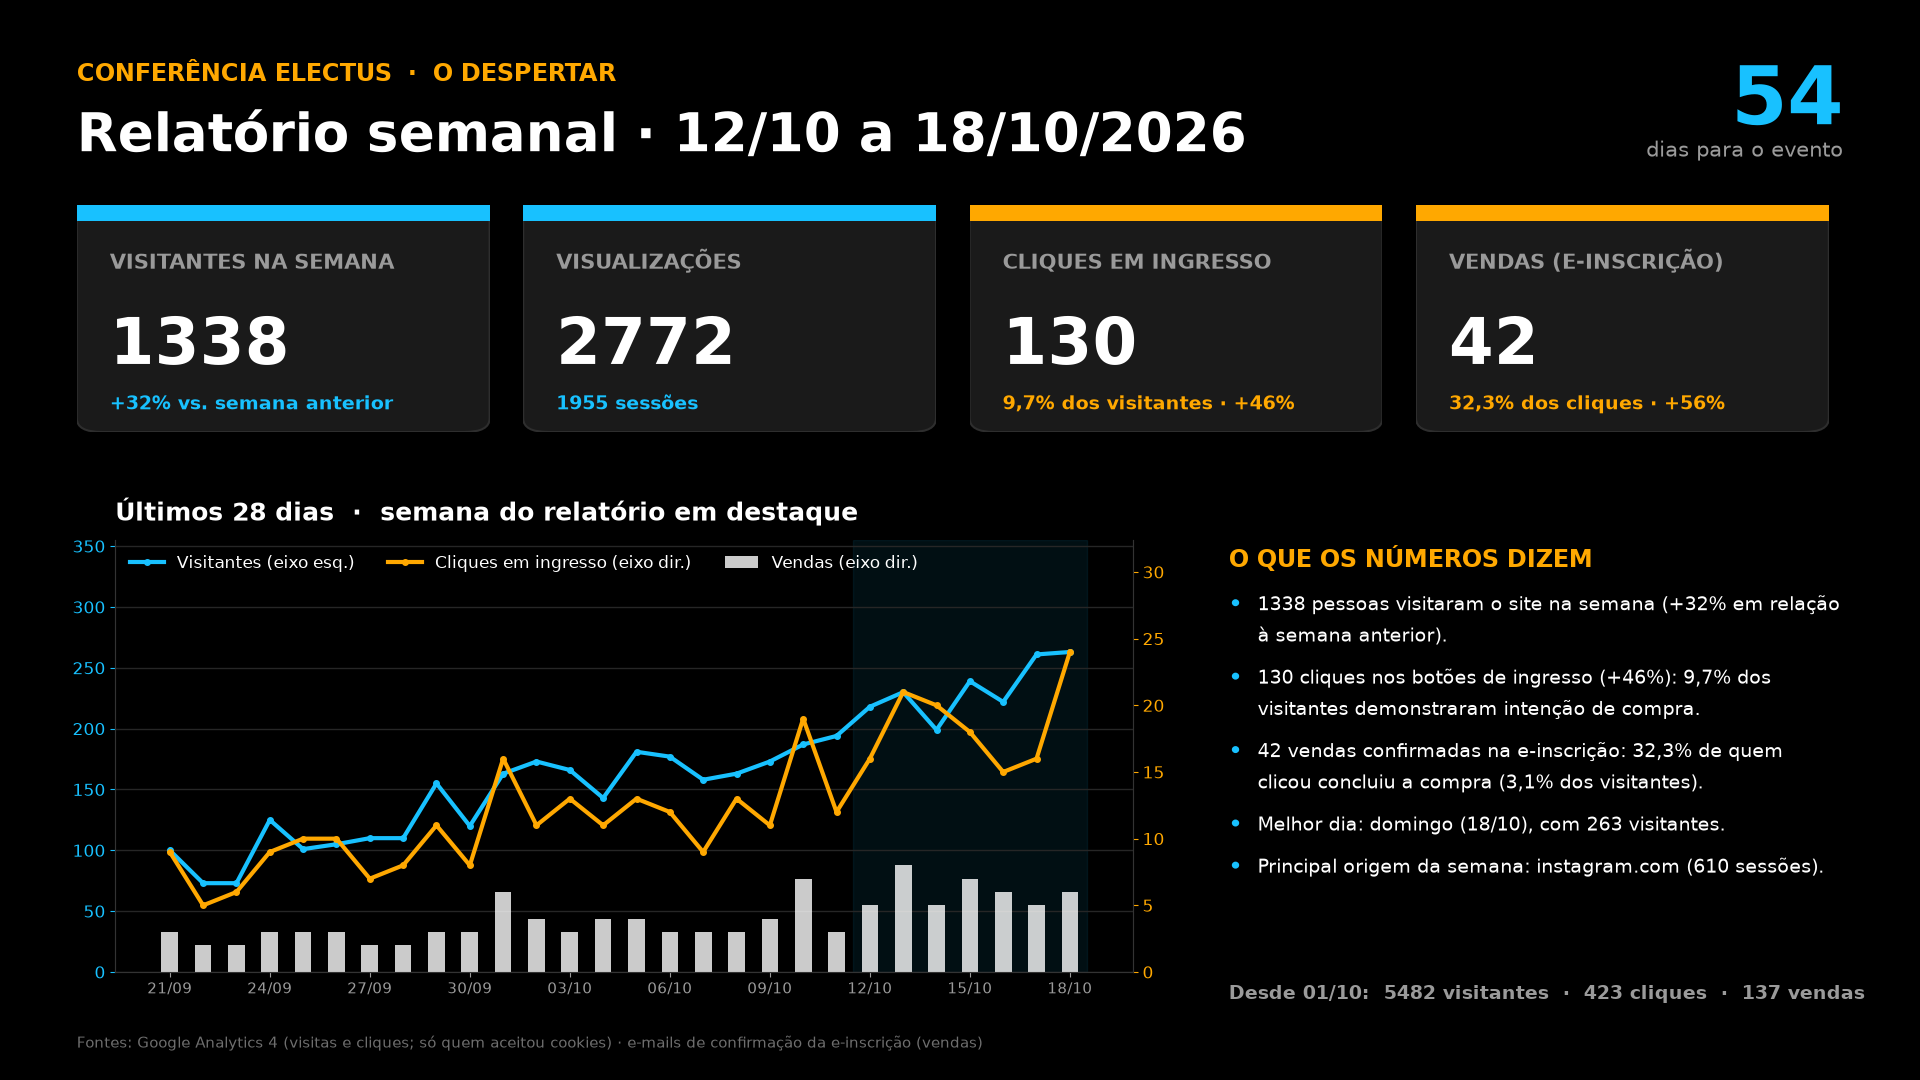 CONFERÊNCIA ELECTUS · O DESPERTAR
Relatório semanal · 12/10 a 18/10/2026
54
dias para o evento
VISITANTES NA SEMANA
1338
+32% vs. semana anterior
VISUALIZAÇÕES
2772
1955 sessões
CLIQUES EM INGRESSO
130
9,7% dos visitantes · +46%
VENDAS (E-INSCRIÇÃO)
42
32,3% dos cliques · +56%
Últimos 28 dias · semana do relatório em destaque
Visitantes (eixo esq.)
Cliques em ingresso (eixo dir.)
Vendas (eixo dir.)
350
300
250
200
150
100
50
0
30
25
20
15
10
5
0
21/09
24/09
27/09
30/09
03/10
06/10
09/10
12/10
15/10
18/10
O QUE OS NÚMEROS DIZEM
• 1338 pessoas visitaram o site na semana (+32% em relação
à semana anterior).
• 130 cliques nos botões de ingresso (+46%): 9,7% dos
visitantes demonstraram intenção de compra.
• 42 vendas confirmadas na e-inscrição: 32,3% de quem
clicou concluiu a compra (3,1% dos visitantes).
• Melhor dia: domingo (18/10), com 263 visitantes.
• Principal origem da semana: instagram.com (610 sessões).
Desde 01/10: 5482 visitantes · 423 cliques · 137 vendas
Fontes: Google Analytics 4 (visitas e cliques; só quem aceitou cookies) · e-mails de confirmação da e-inscrição (vendas)